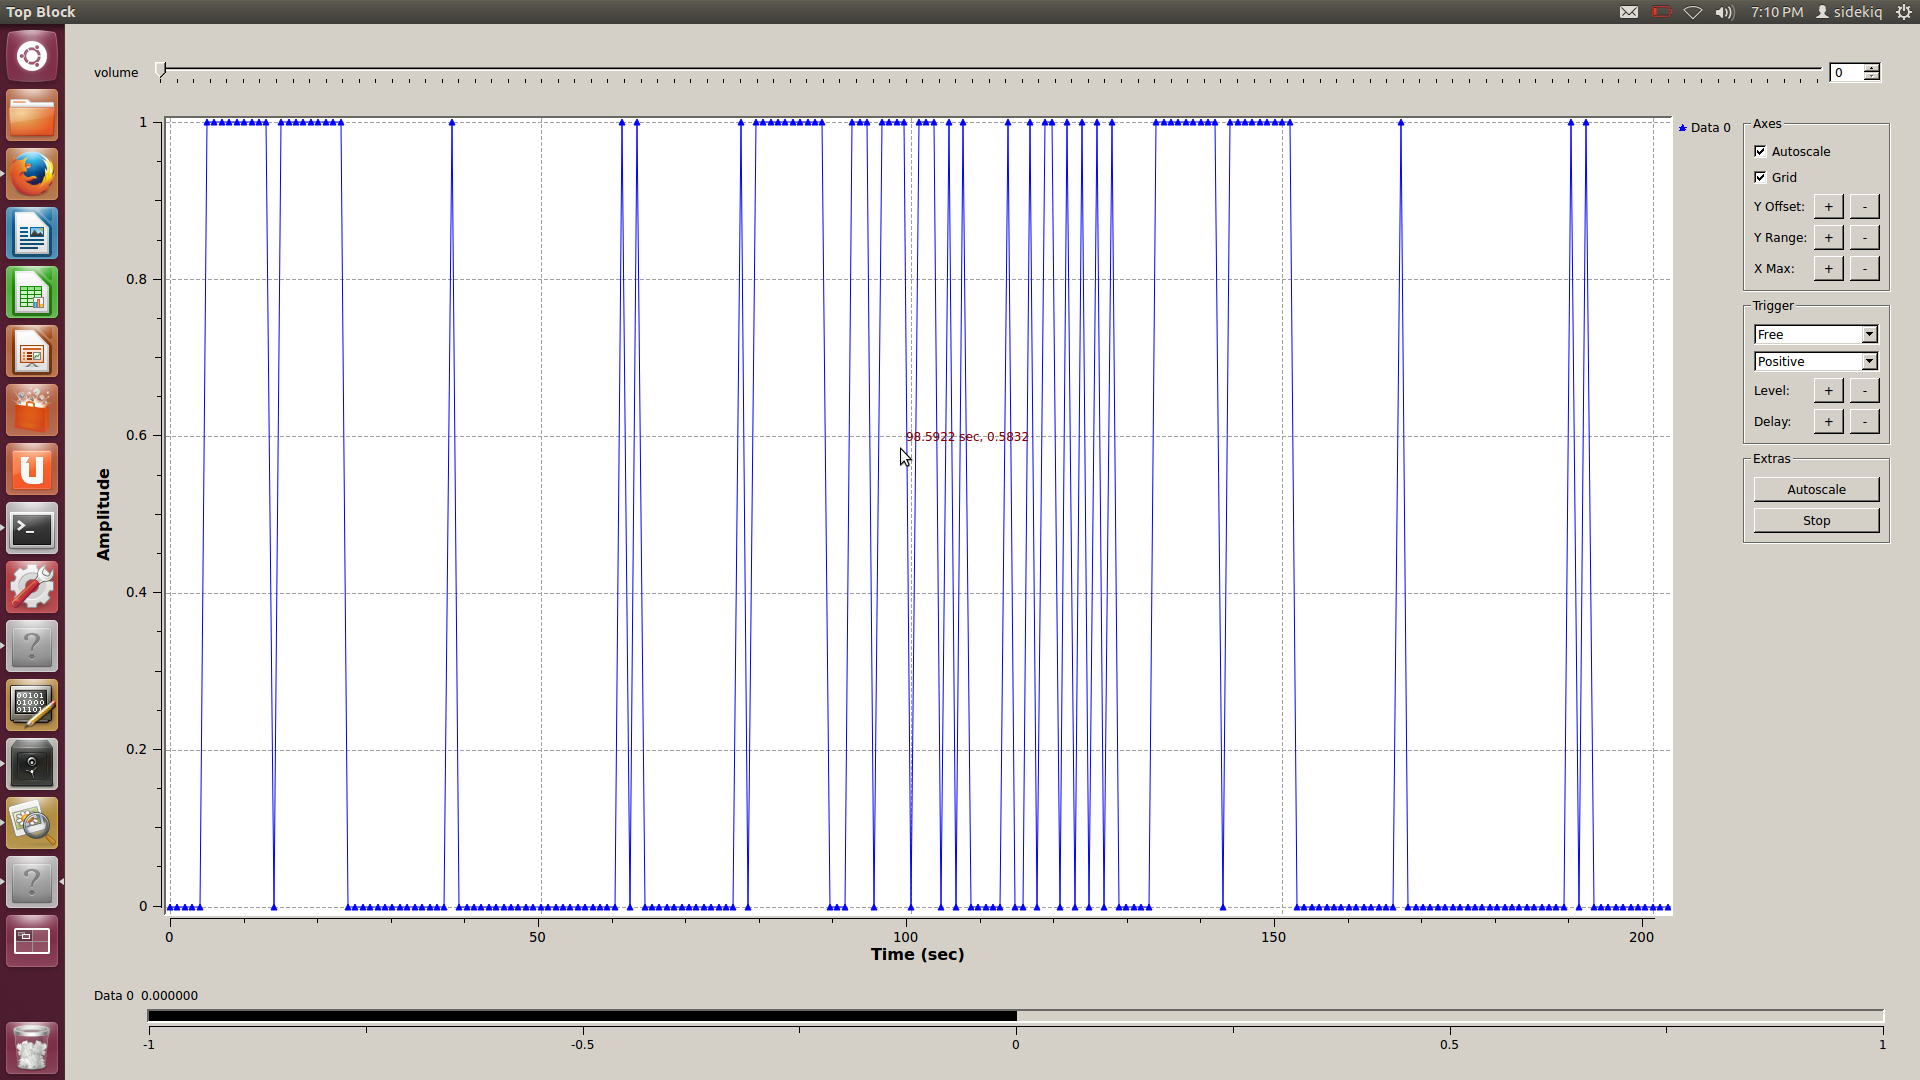 Top Block
7:10 PM sidekiq
volume
0
Data 0
Amplitude
1
0.8
0.6
0.4
0.2
0
98.5922 sec, 0.5832
0 50 100 150 200
Time (sec)
Axes
Autoscale
Grid
Y Offset: + -
Y Range: + -
X Max: + -
Trigger
Free
Positive
Level: + -
Delay: + -
Extras
Autoscale
Stop
Data 0 0.000000
-1 -0.5 0 0.5 1